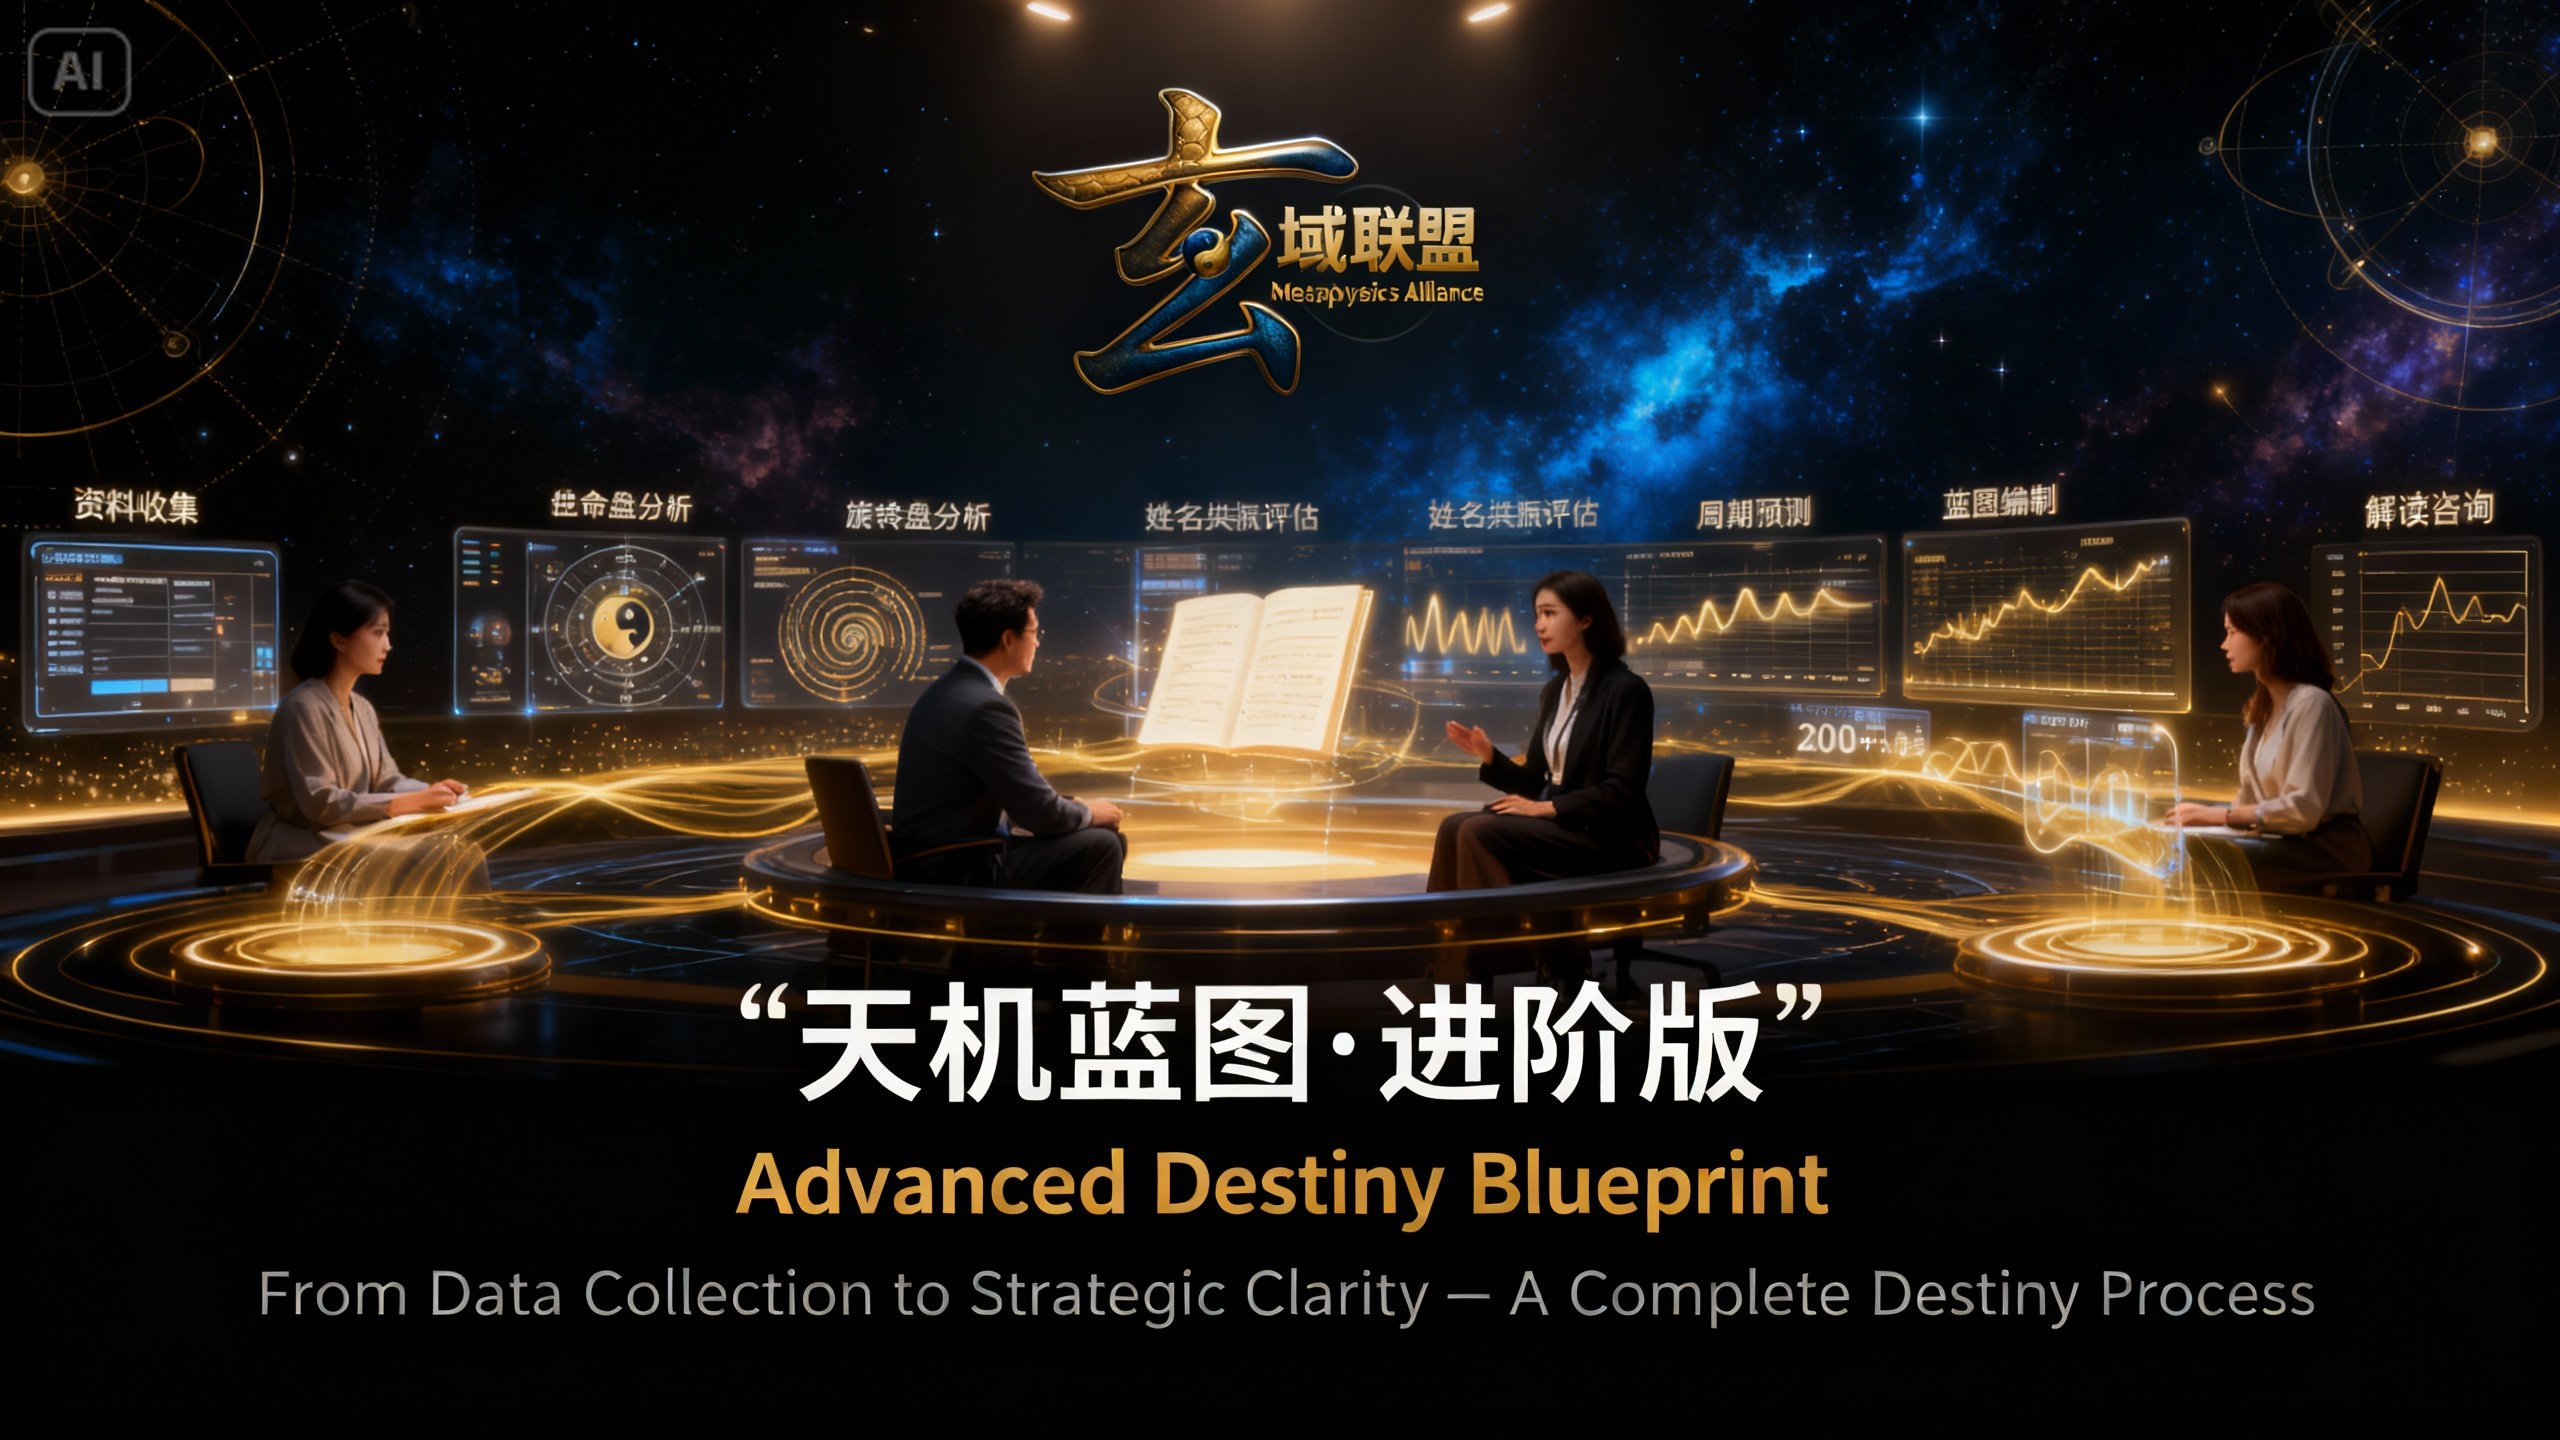 AI
玄
域联盟
Meapysics Alliance
资料收集
命盘分析
盘分析
姓名共振评估
姓名共振评估
周期预测
蓝图编制
解读咨询
200
“天机蓝图·进阶版”
Advanced Destiny Blueprint
From Data Collection to Strategic Clarity – A Complete Destiny Process